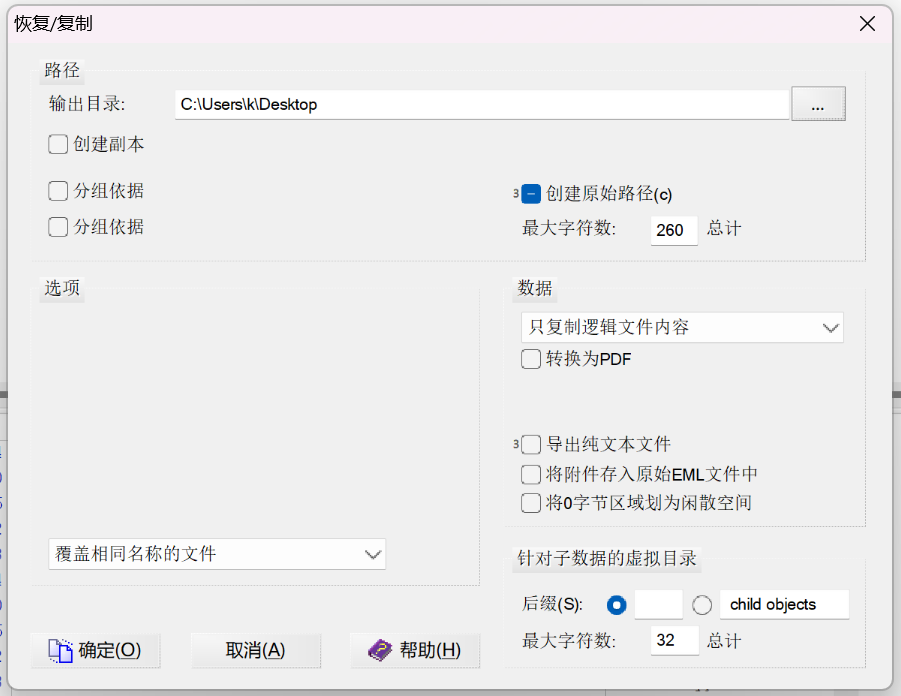 恢复/复制
路径
输出目录: C:\Users\k\Desktop ...
创建副本
分组依据
3 创建原始路径(c)
分组依据
最大字符数: 260 总计
选项
数据
只复制逻辑文件内容
转换为PDF
3 导出纯文本文件
将附件存入原始EML文件中
将0字节区域划为闲散空间
覆盖相同名称的文件
针对子数据的虚拟目录
后缀(S): child objects
最大字符数: 32 总计
确定(O) 取消(A) 帮助(H)